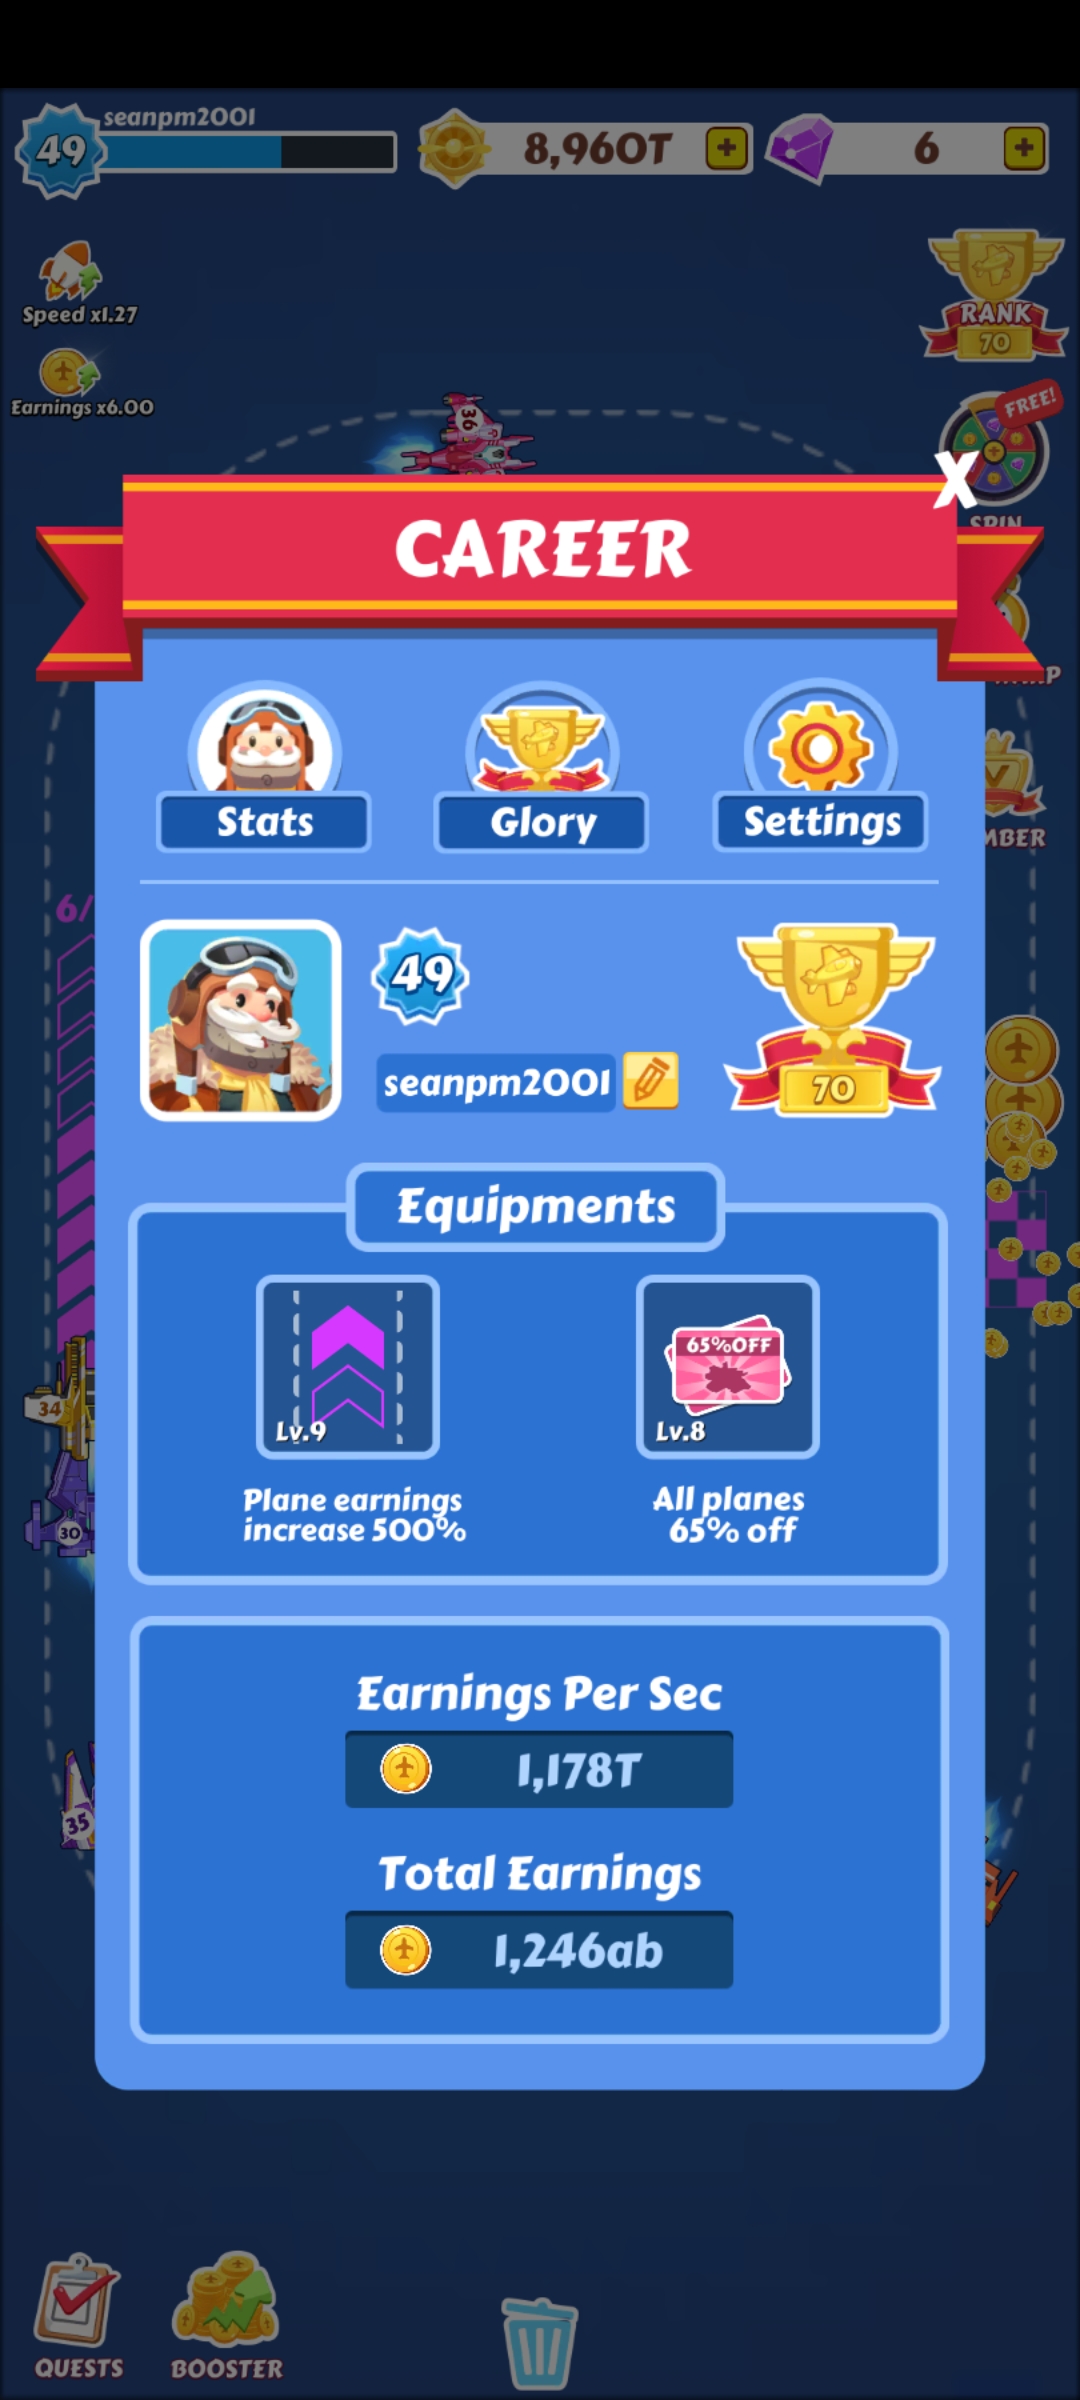 seanpm2001
49
8,960T
6
Speed x1.27
Earnings x6.00
RANK
70
FREE!
36
SPIN
X
CAREER
Stats
Glory
Settings
6/
49
seanpm2001
70
Equipments
65%OFF
Lv.9
Lv.8
Plane earnings
increase 500%
All planes
65% off
34
30
Earnings Per Sec
1,178T
35
Total Earnings
1,246ab
QUESTS
BOOSTER